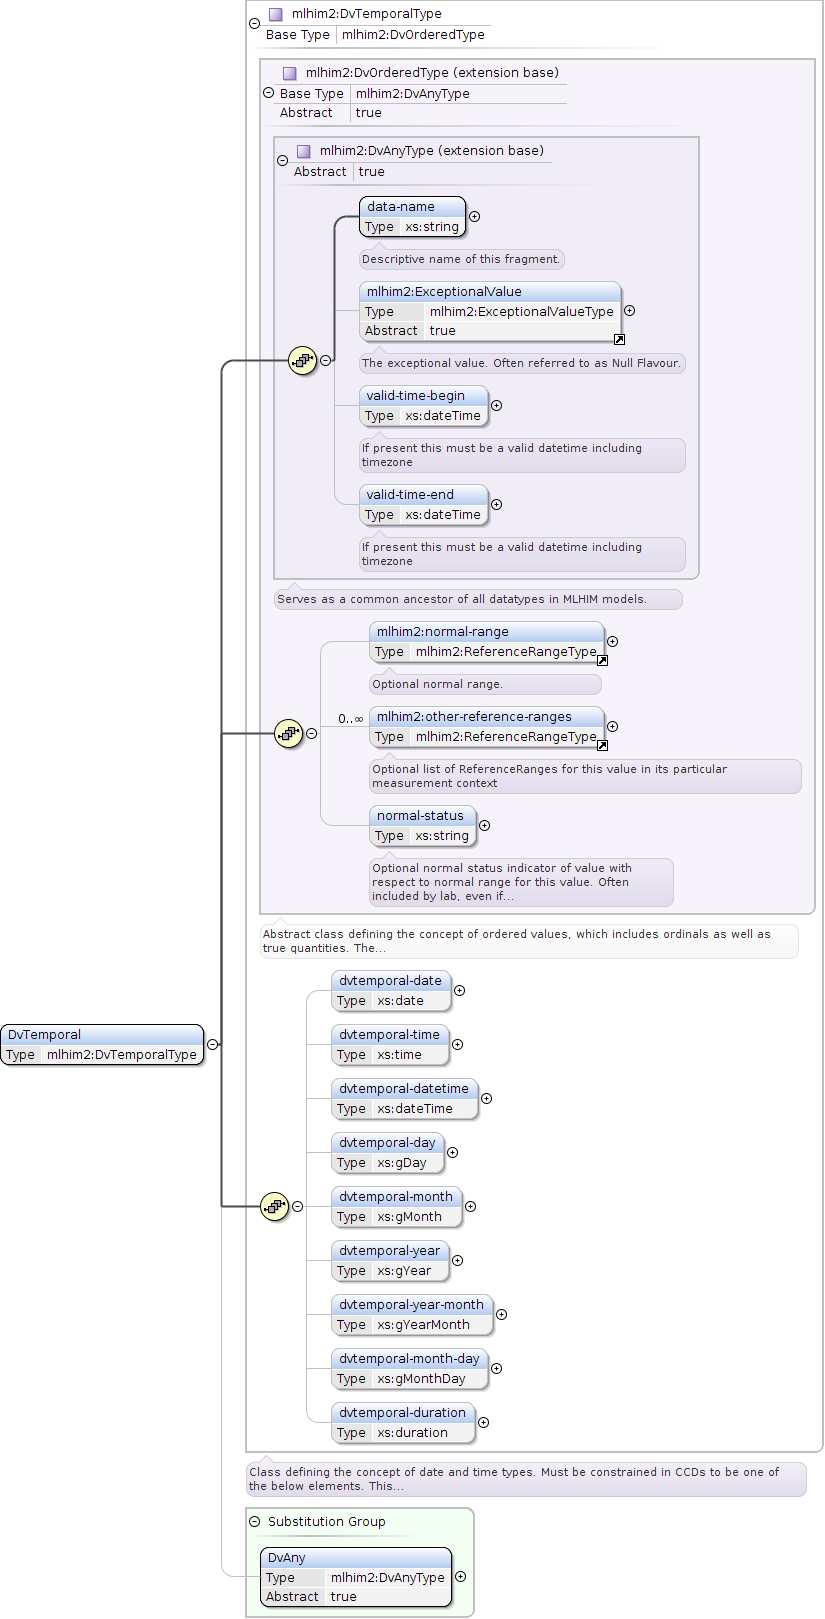 mlhim2:DvTemporalType
Base Type mlhim2:DvOrderedType
mlhim2:DvOrderedType (extension base)
Base Type mlhim2:DvAnyType
Abstract true
mlhim2:DvAnyType (extension base)
Abstract true
data-name
Type xs:string
Descriptive name of this fragment.
mlhim2:ExceptionalValue
Type mlhim2:ExceptionalValueType
Abstract true
The exceptional value. Often referred to as Null Flavour.
valid-time-begin
Type xs:dateTime
If present this must be a valid datetime including
timezone
valid-time-end
Type xs:dateTime
If present this must be a valid datetime including
timezone
Serves as a common ancestor of all datatypes in MLHIM models.
mlhim2:normal-range
Type mlhim2:ReferenceRangeType
Optional normal range.
0..∞
mlhim2:other-reference-ranges
Type mlhim2:ReferenceRangeType
Optional list of ReferenceRanges for this value in its particular
measurement context
normal-status
Type xs:string
Optional normal status indicator of value with
respect to normal range for this value. Often
included by lab, even if...
Abstract class defining the concept of ordered values, which includes ordinals as well as
true quantities. The...
dvtemporal-date
Type xs:date
dvtemporal-time
Type xs:time
DvTemporal
Type mlhim2:DvTemporalType
dvtemporal-datetime
Type xs:dateTime
dvtemporal-day
Type xs:gDay
dvtemporal-month
Type xs:gMonth
dvtemporal-year
Type xs:gYear
dvtemporal-year-month
Type xs:gYearMonth
dvtemporal-month-day
Type xs:gMonthDay
dvtemporal-duration
Type xs:duration
Class defining the concept of date and time types. Must be constrained in CCDs to be one of
the below elements. This...
Substitution Group
DvAny
Type mlhim2:DvAnyType
Abstract true